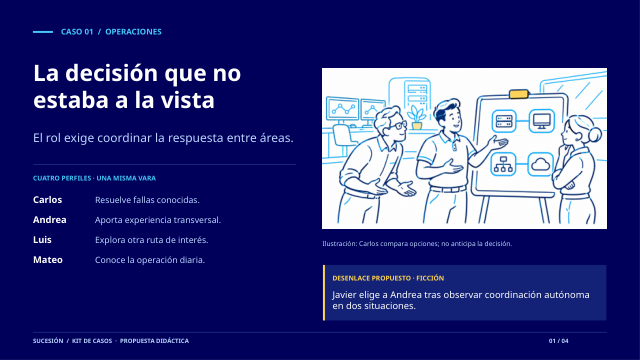 CASO 01 / OPERACIONES
La decisión que no
estaba a la vista
El rol exige coordinar la respuesta entre áreas.
CUATRO PERFILES · UNA MISMA VARA
Carlos Resuelve fallas conocidas.
Andrea Aporta experiencia transversal.
Luis Explora otra ruta de interés.
Mateo Conoce la operación diaria.
Ilustración: Carlos compara opciones; no anticipa la decisión.
DESENLACE PROPUESTO · FICCIÓN
Javier elige a Andrea tras observar coordinación autónoma
en dos situaciones.
SUCESIÓN / KIT DE CASOS · PROPUESTA DIDÁCTICA
01 / 04